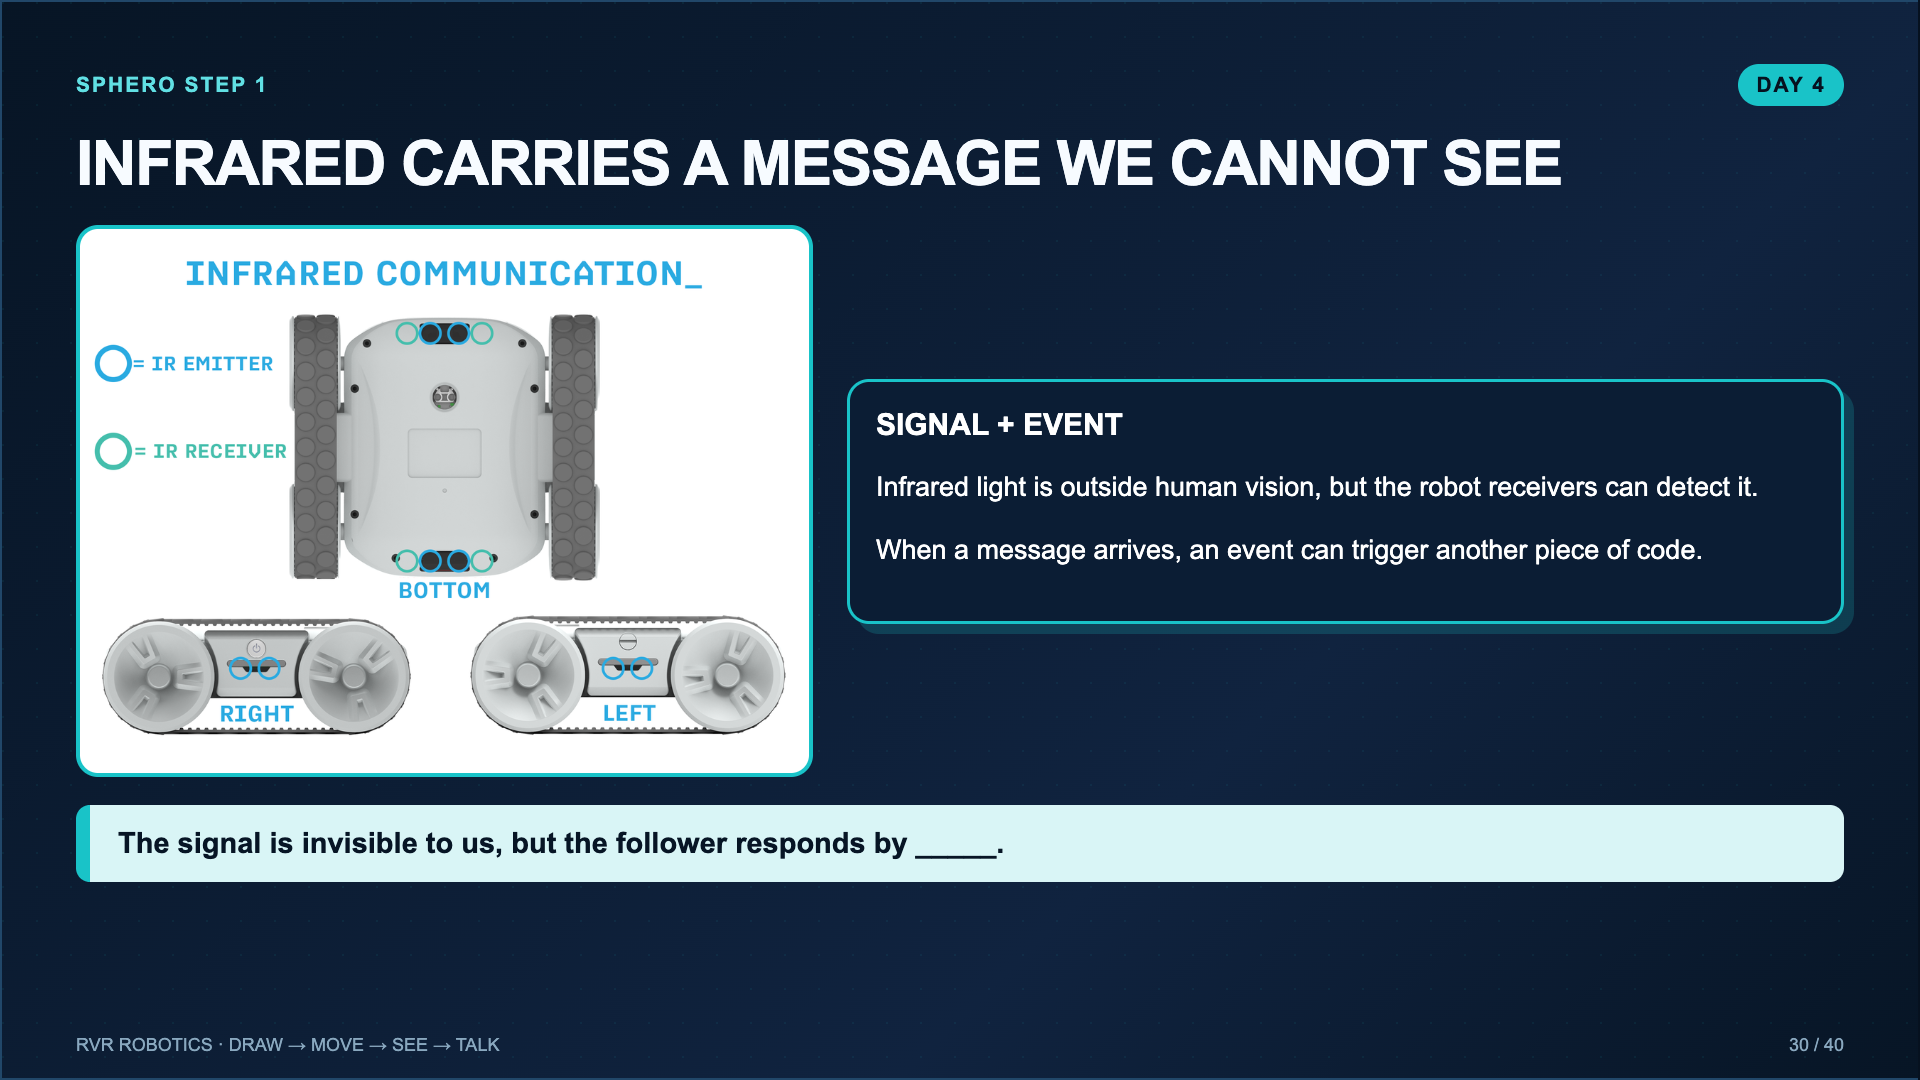 SPHERO STEP 1
DAY 4
INFRARED CARRIES A MESSAGE WE CANNOT SEE
INFRARED COMMUNICATION_
= IR EMITTER
= IR RECEIVER
BOTTOM
RIGHT
LEFT
SIGNAL + EVENT
Infrared light is outside human vision, but the robot receivers can detect it.
When a message arrives, an event can trigger another piece of code.
The signal is invisible to us, but the follower responds by _____.
RVR ROBOTICS · DRAW → MOVE → SEE → TALK
30 / 40